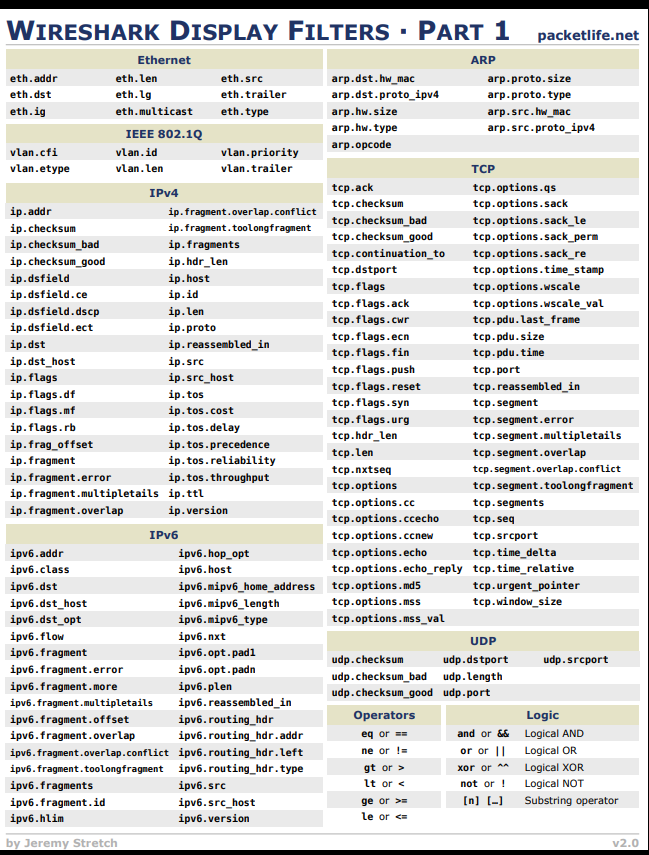 WIRESHARK DISPLAY FILTERS · PART 1 packetlife.net
Ethernet
eth.addr eth.len eth.src
eth.dst eth.lg eth.trailer
eth.ig eth.multicast eth.type
IEEE 802.1Q
vlan.cfi vlan.id vlan.priority
vlan.etype vlan.len vlan.trailer
IPv4
ip.addr ip.fragment.overlap.conflict
ip.checksum ip.fragment.toolongfragment
ip.checksum_bad ip.fragments
ip.checksum_good ip.hdr_len
ip.dsfield ip.host
ip.dsfield.ce ip.id
ip.dsfield.dscp ip.len
ip.dsfield.ect ip.proto
ip.dst ip.reassembled_in
ip.dst_host ip.src
ip.flags ip.src_host
ip.flags.df ip.tos
ip.flags.mf ip.tos.cost
ip.flags.rb ip.tos.delay
ip.frag_offset ip.tos.precedence
ip.fragment ip.tos.reliability
ip.fragment.error ip.tos.throughput
ip.fragment.multipletails ip.ttl
ip.fragment.overlap ip.version
IPv6
ipv6.addr ipv6.hop_opt
ipv6.class ipv6.host
ipv6.dst ipv6.mipv6_home_address
ipv6.dst_host ipv6.mipv6_length
ipv6.dst_opt ipv6.mipv6_type
ipv6.flow ipv6.nxt
ipv6.fragment ipv6.opt.pad1
ipv6.fragment.error ipv6.opt.padn
ipv6.fragment.more ipv6.plen
ipv6.fragment.multipletails ipv6.reassembled_in
ipv6.fragment.offset ipv6.routing_hdr
ipv6.fragment.overlap ipv6.routing_hdr.addr
ipv6.fragment.overlap.conflict ipv6.routing_hdr.left
ipv6.fragment.toolongfragment ipv6.routing_hdr.type
ipv6.fragments ipv6.src
ipv6.fragment.id ipv6.src_host
ipv6.hlim ipv6.version
ARP
arp.dst.hw_mac arp.proto.size
arp.dst.proto_ipv4 arp.proto.type
arp.hw.size arp.src.hw_mac
arp.hw.type arp.src.proto_ipv4
arp.opcode
TCP
tcp.ack tcp.options.qs
tcp.checksum tcp.options.sack
tcp.checksum_bad tcp.options.sack_le
tcp.checksum_good tcp.options.sack_perm
tcp.continuation_to tcp.options.sack_re
tcp.dstport tcp.options.time_stamp
tcp.flags tcp.options.wscale
tcp.flags.ack tcp.options.wscale_val
tcp.flags.cwr tcp.pdu.last_frame
tcp.flags.ecn tcp.pdu.size
tcp.flags.fin tcp.pdu.time
tcp.flags.push tcp.port
tcp.flags.reset tcp.reassembled_in
tcp.flags.syn tcp.segment
tcp.flags.urg tcp.segment.error
tcp.hdr_len tcp.segment.multipletails
tcp.len tcp.segment.overlap
tcp.nxtseq tcp.segment.overlap.conflict
tcp.options tcp.segment.toolongfragment
tcp.options.cc tcp.segments
tcp.options.ccecho tcp.seq
tcp.options.ccnew tcp.srcport
tcp.options.echo tcp.time_delta
tcp.options.echo_reply tcp.time_relative
tcp.options.md5 tcp.urgent_pointer
tcp.options.mss tcp.window_size
tcp.options.mss_val
UDP
udp.checksum udp.dstport udp.srcport
udp.checksum_bad udp.length
udp.checksum_good udp.port
Operators
eq or ==
ne or !=
gt or >
lt or <
ge or >=
le or <=
Logic
and or && Logical AND
or or || Logical OR
xor or ^^ Logical XOR
not or ! Logical NOT
[n] […] Substring operator
by Jeremy Stretch v2.0